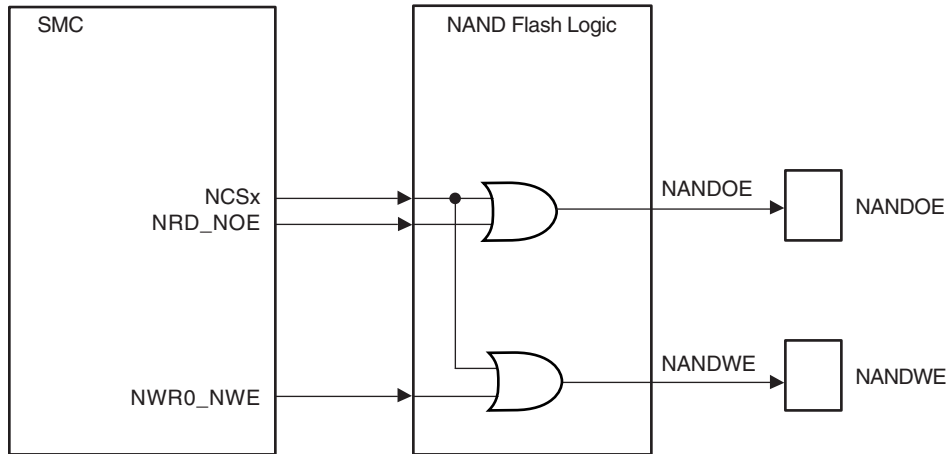 SMC
NAND Flash Logic
NCSx
NRD_NOE
NANDOE
NANDOE
NWR0_NWE
NANDWE
NANDWE